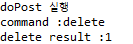 doPost 실행
command :delete
delete result :1